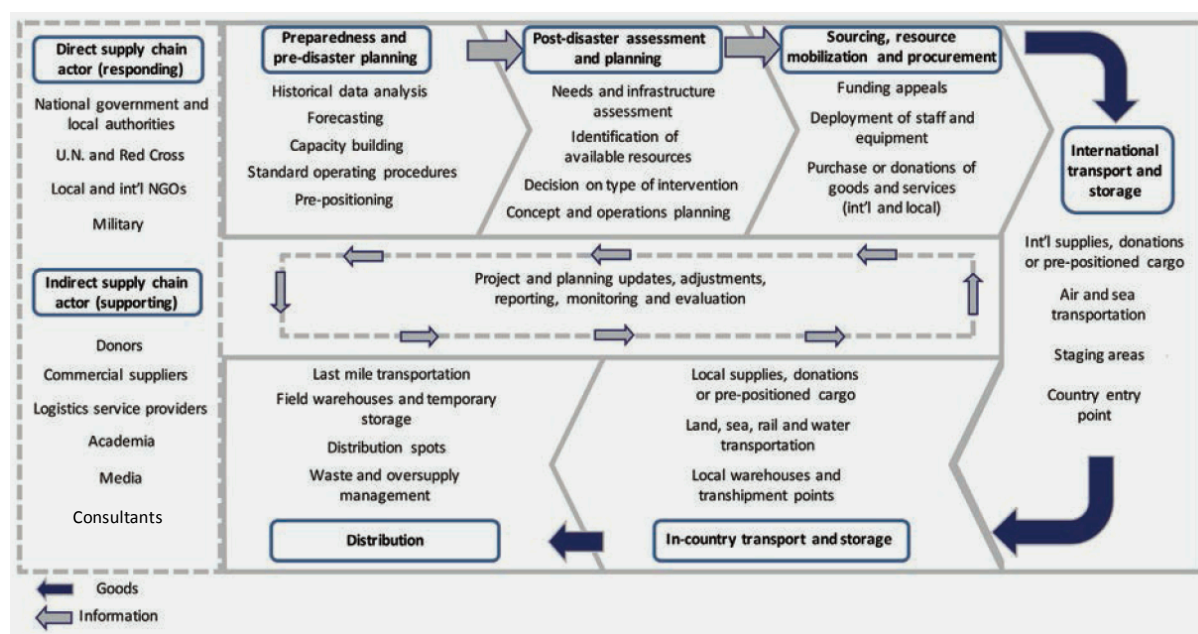 Direct supply chain
actor (responding)
National government and
local authorities
U.N. and Red Cross
Local and int'l NGOs
Military
Indirect supply chain
actor (supporting)
Donors
Commercial suppliers
Logistics service providers
Academia
Media
Consultants
Preparedness and
pre-disaster planning
Historical data analysis
Forecasting
Capacity building
Standard operating procedures
Pre-positioning
Post-disaster assessment
and planning
Needs and infrastructure
assessment
Identification of
available resources
Decision on type of intervention
Concept and operations planning
Sourcing, resource
mobilization and procurement
Funding appeals
Deployment of staff and
equipment
Purchase or donations of
goods and services
(int'l and local)
International
transport and
storage
Int'l supplies, donations
or pre-positioned cargo
Air and sea
transportation
Staging areas
Country entry
point
Project and planning updates, adjustments,
reporting, monitoring and evaluation
Last mile transportation
Field warehouses and temporary
storage
Distribution spots
Waste and oversupply
management
Distribution
Local supplies, donations
or pre-positioned cargo
Land, sea, rail and water
transportation
Local warehouses and
transhipment points
In-country transport and storage
Goods
Information